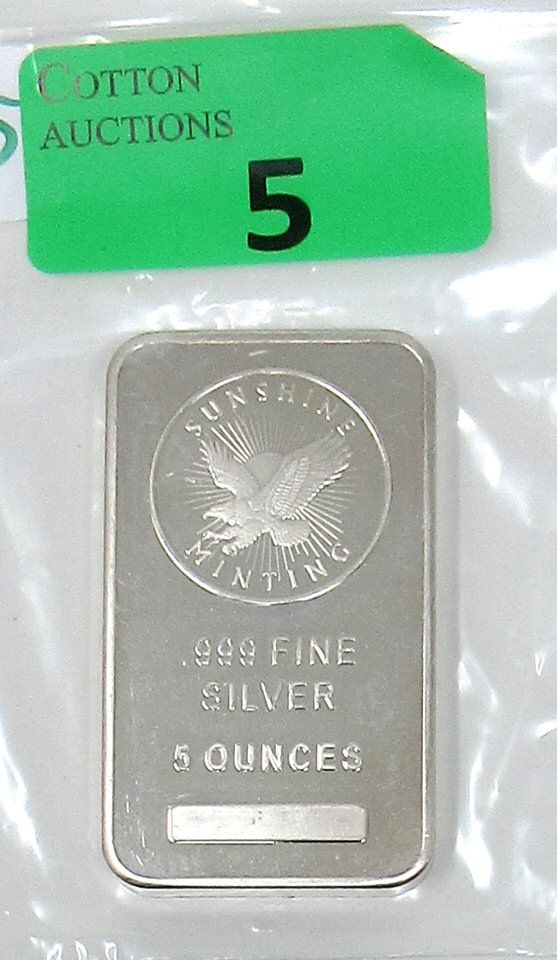 COTTON
AUCTIONS
5
SUNSHINE
MINTING
.999 FINE
SILVER
5 OUNCES